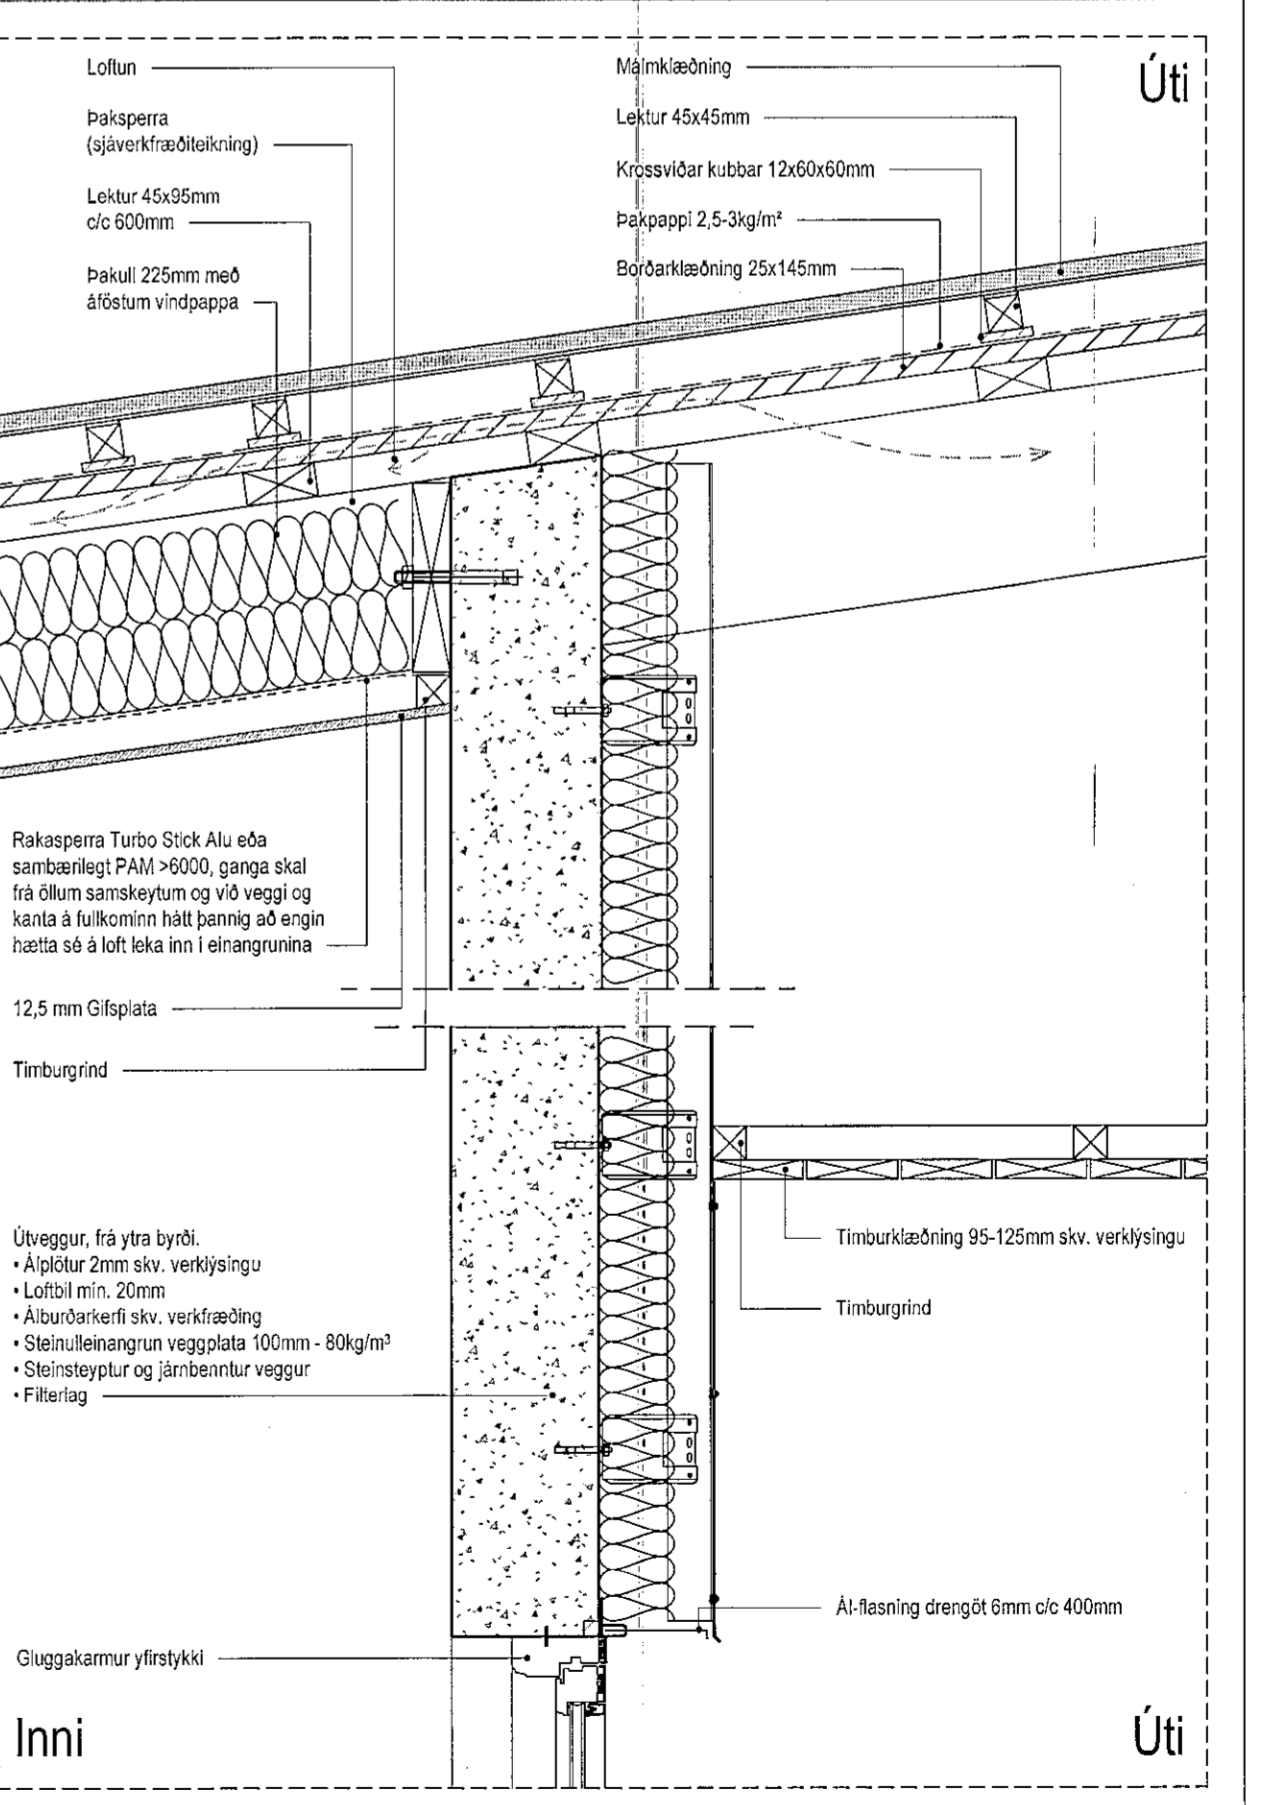 Loftun
Þaksperra
(sjáverkfræðiteikning)
Lektur 45x95mm
c/c 600mm
Þakull 225mm með
áföstum vindpappa
Málmklæðning
Lektur 45x45mm
Krossviðar kubbar 12x60x60mm
Þakpappi 2,5-3kg/m²
Borðarklæðning 25x145mm
Úti
Rakasperra Turbo Stick Alu eða
sambærilegt PAM >6000, ganga skal
frá öllum samskeytum og við veggi og
kanta á fullkominn hátt þannig að engin
hætta sé á loft leka inn í einangrunina
12,5 mm Gifsplata
Timburgrind
Útveggur, frá ytra byrði.
• Álplötur 2mm skv. verklýsingu
• Loftbil mín. 20mm
• Álburðarkerfi skv. verkfræðing
• Steinulleinangrun veggplata 100mm - 80kg/m³
• Steinsteyptur og járnbenntur veggur
• Filterlag
Timburklæðning 95-125mm skv. verklýsingu
Timburgrind
Ál-flasning drengöt 6mm c/c 400mm
Gluggakarmur yfirstykki
Inni
Úti